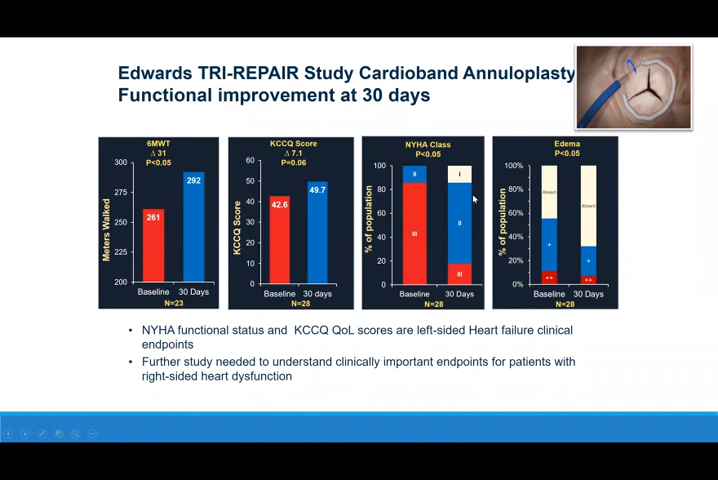 Edwards TRI-REPAIR Study Cardioband Annuloplasty
Functional improvement at 30 days
6MWT
Δ 31
P<0.05
Meters Walked
300
275
250
225
200
261
292
Baseline 30 Days
N=23
KCCQ Score
Δ 7.1
P=0.06
KCCQ Score
60
50
40
30
20
10
0
42.6
49.7
Baseline 30 days
N=28
NYHA Class
P<0.05
% of population
100
80
60
40
20
0
II
III
I
II
III
Baseline 30 Days
N=28
Edema
P<0.05
% of population
100%
80%
60%
40%
20%
0%
Absent
+
++
Absent
+
++
Baseline 30 Days
N=28
• NYHA functional status and KCCQ QoL scores are left-sided Heart failure clinical
endpoints
• Further study needed to understand clinically important endpoints for patients with
right-sided heart dysfunction